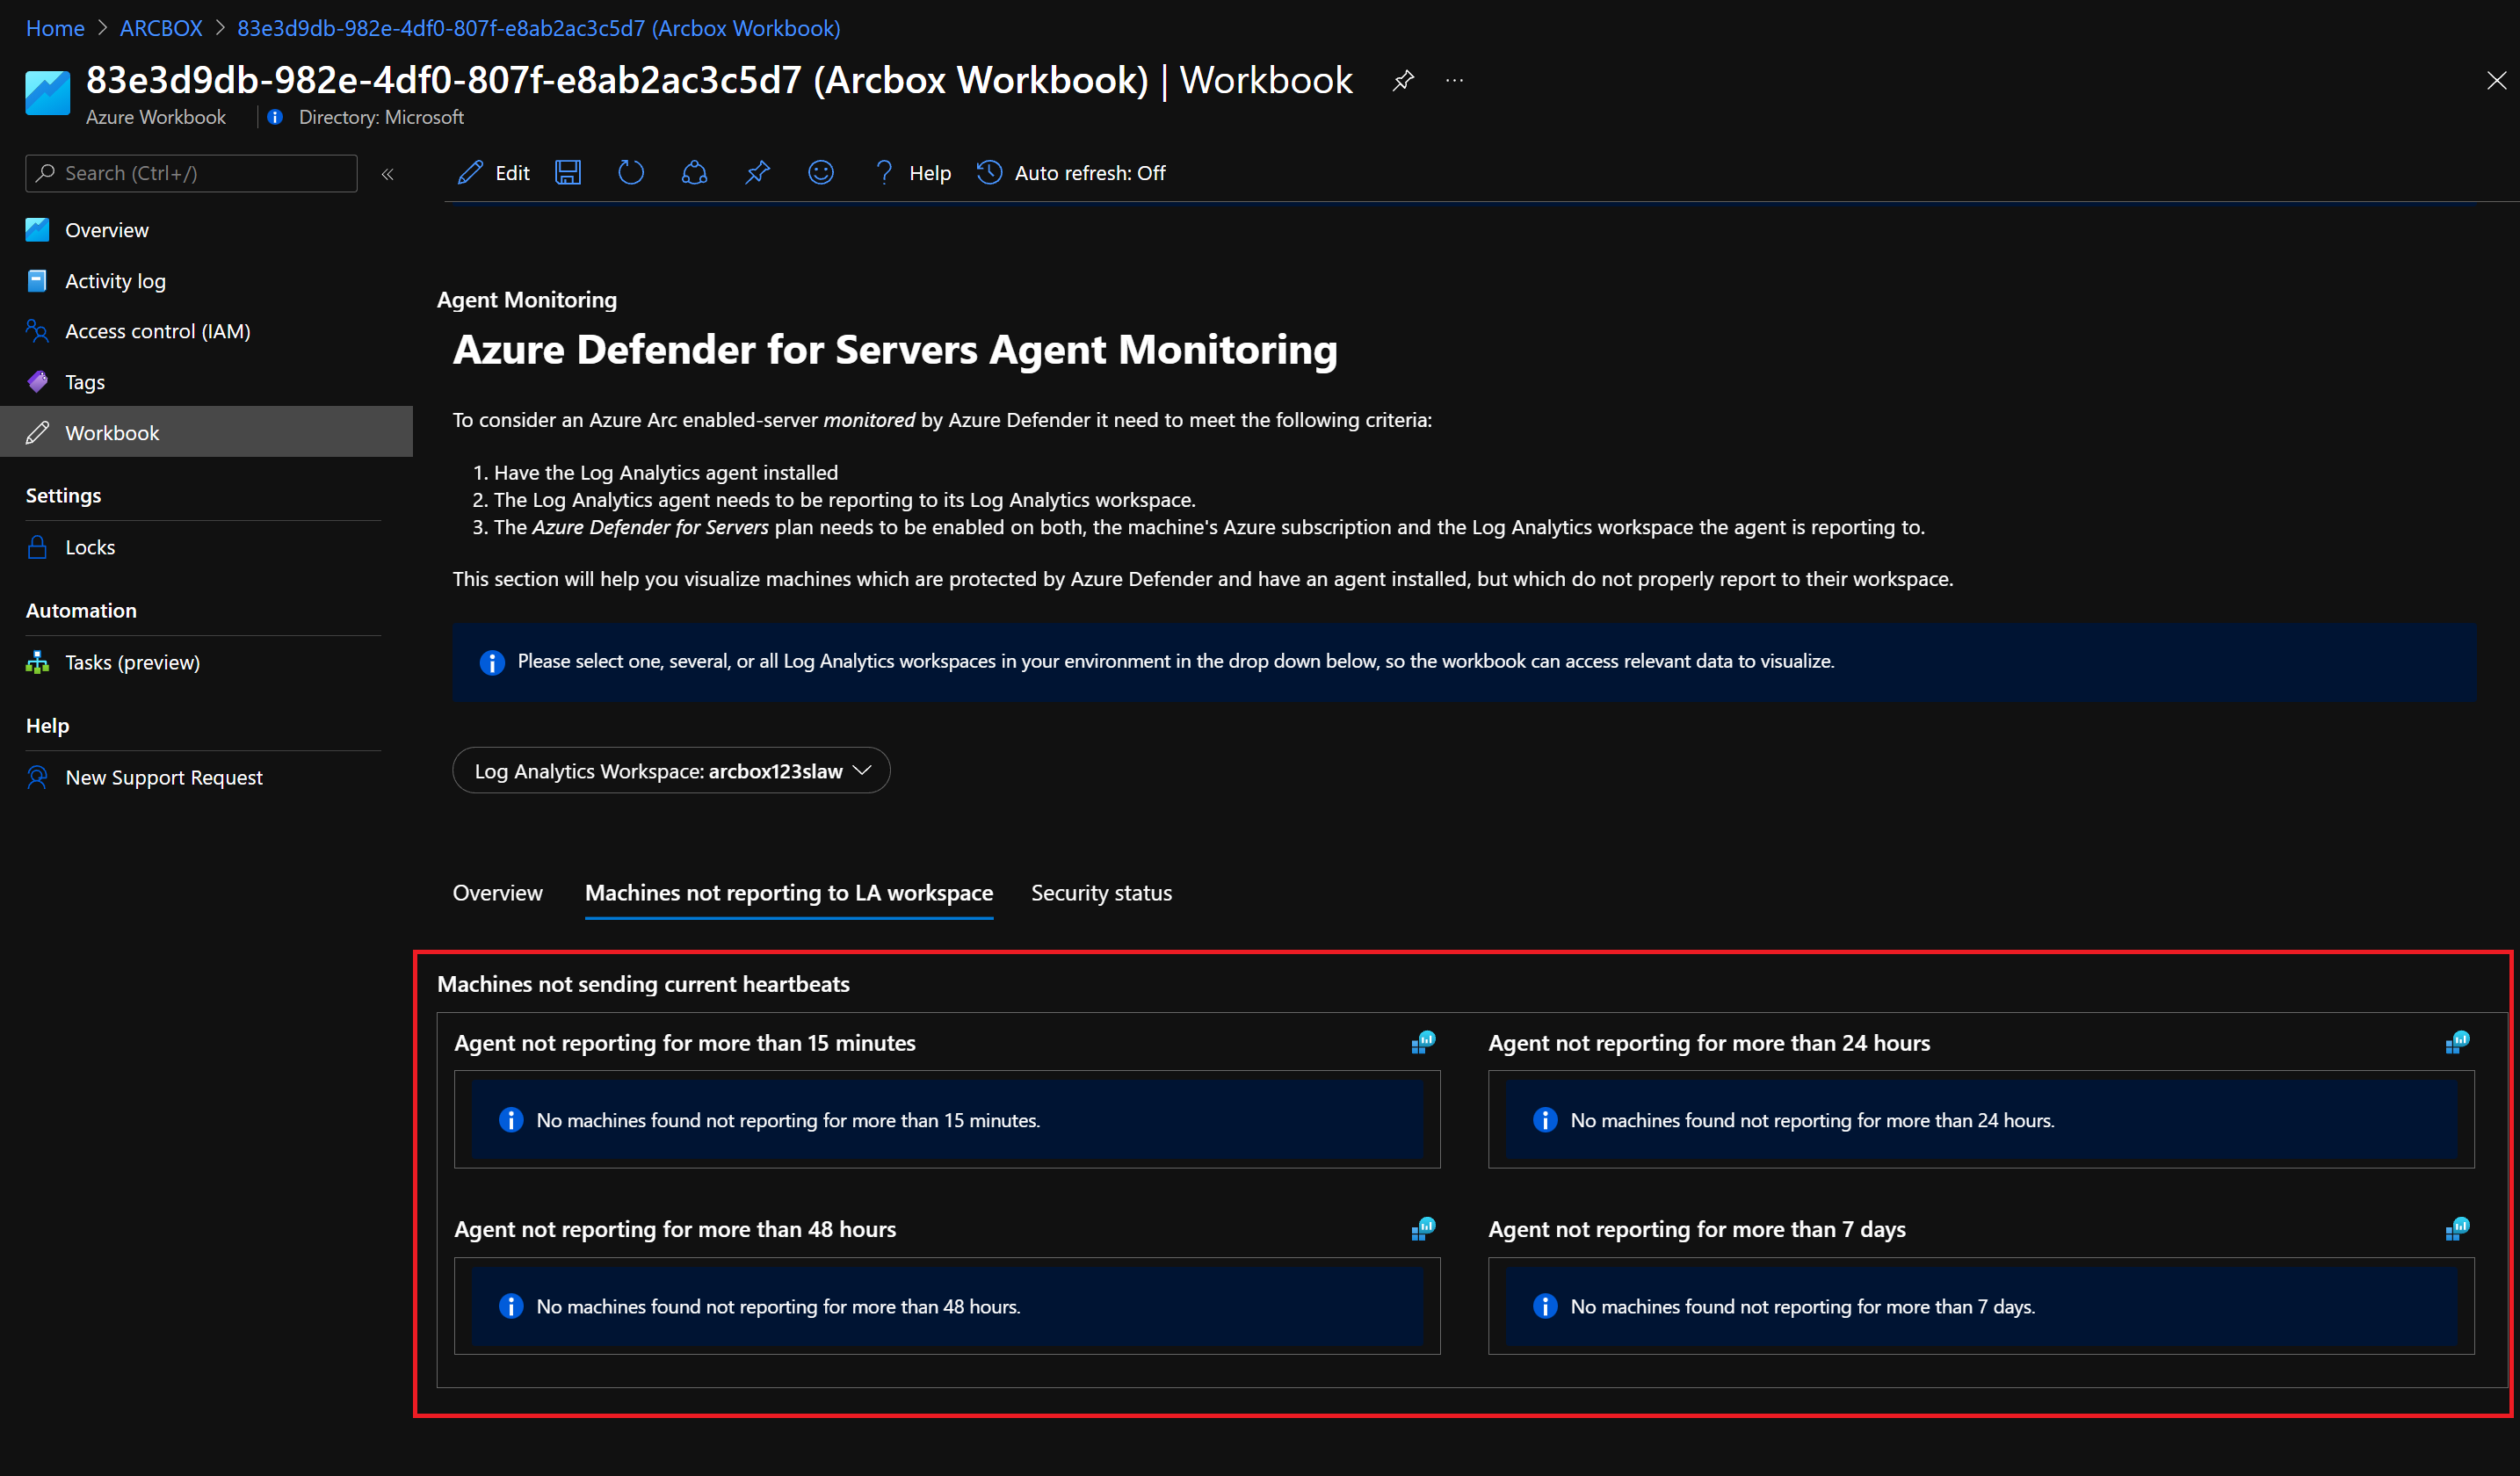 Home > ARCBOX > 83e3d9db-982e-4df0-807f-e8ab2ac3c5d7 (Arcbox Workbook)
83e3d9db-982e-4df0-807f-e8ab2ac3c5d7 (Arcbox Workbook) | Workbook
Azure Workbook
Directory: Microsoft
Search (Ctrl+/)
Overview
Activity log
Access control (IAM)
Tags
Workbook
Settings
Locks
Automation
Tasks (preview)
Help
New Support Request
Edit
Help
Auto refresh: Off
Agent Monitoring
Azure Defender for Servers Agent Monitoring
To consider an Azure Arc enabled-server monitored by Azure Defender it need to meet the following criteria:
1. Have the Log Analytics agent installed
2. The Log Analytics agent needs to be reporting to its Log Analytics workspace.
3. The Azure Defender for Servers plan needs to be enabled on both, the machine's Azure subscription and the Log Analytics workspace the agent is reporting to.
This section will help you visualize machines which are protected by Azure Defender and have an agent installed, but which do not properly report to their workspace.
Please select one, several, or all Log Analytics workspaces in your environment in the drop down below, so the workbook can access relevant data to visualize.
Log Analytics Workspace: arcbox123slaw
Overview
Machines not reporting to LA workspace
Security status
Machines not sending current heartbeats
Agent not reporting for more than 15 minutes
No machines found not reporting for more than 15 minutes.
Agent not reporting for more than 24 hours
No machines found not reporting for more than 24 hours.
Agent not reporting for more than 48 hours
No machines found not reporting for more than 48 hours.
Agent not reporting for more than 7 days
No machines found not reporting for more than 7 days.